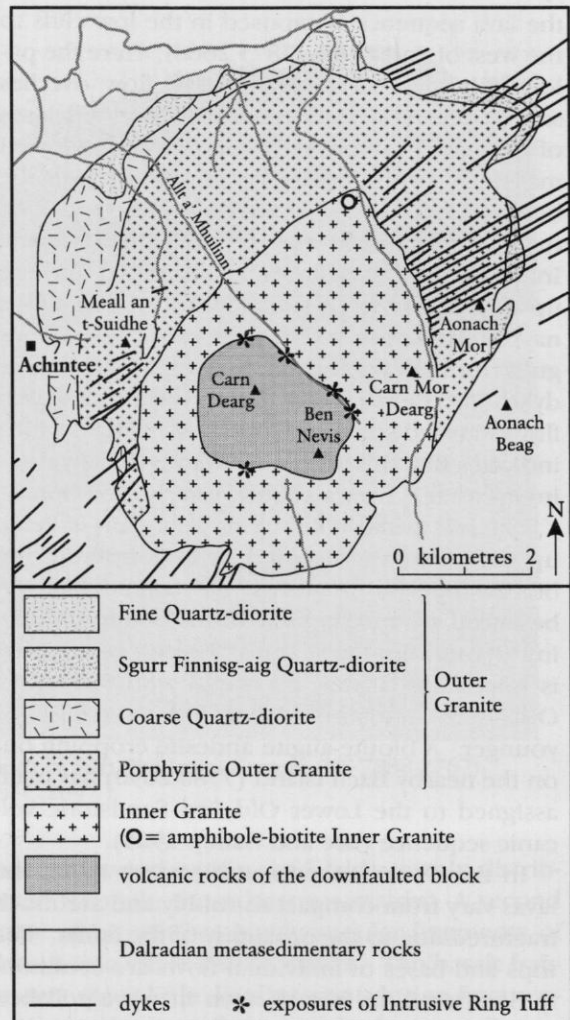 Allt a' Mhuilinn
Meall an
t-Suidhe
Achintee
Aonach
Mor
Carn
Dearg
Carn Mor
Dearg
Ben
Nevis
Aonach
Beag
N
0 kilometres 2
Fine Quartz-diorite
Sgurr Finnisg-aig Quartz-diorite
Outer
Granite
Coarse Quartz-diorite
Porphyritic Outer Granite
Inner Granite
O = amphibole-biotite Inner Granite
volcanic rocks of the downfaulted block
Dalradian metasedimentary rocks
dykes
exposures of Intrusive Ring Tuff